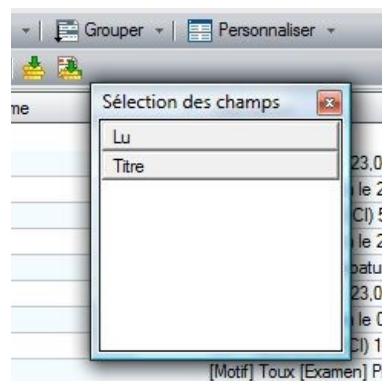 Grouper Personnaliser
me
Sélection des champs
Lu
Titre
23,0
le 2
CI) 5
le 2
patu
23,0
le 0
CI) 1
[Motif] Toux [Examen] P